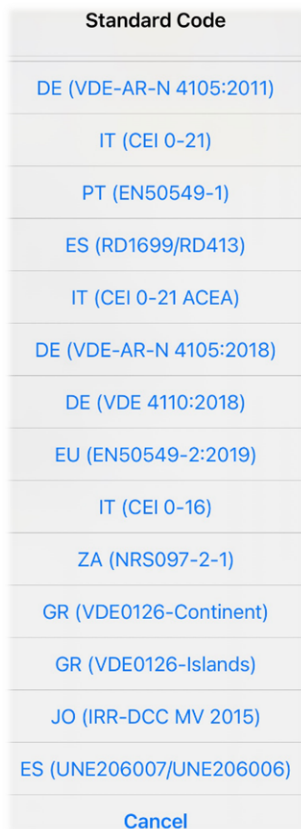 Standard Code
DE (VDE-AR-N 4105:2011)
IT (CEI 0-21)
PT (EN50549-1)
ES (RD1699/RD413)
IT (CEI 0-21 ACEA)
DE (VDE-AR-N 4105:2018)
DE (VDE 4110:2018)
EU (EN50549-2:2019)
IT (CEI 0-16)
ZA (NRS097-2-1)
GR (VDE0126-Continent)
GR (VDE0126-Islands)
JO (IRR-DCC MV 2015)
ES (UNE206007/UNE206006)
Cancel